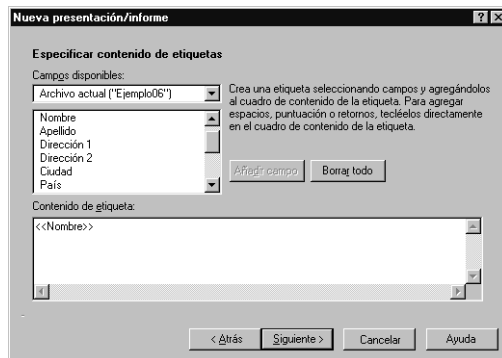 Nueva presentación/informe
Especificar contenido de etiquetas
Campos disponibles:
Archivo actual ("Ejemplo06")
Crea una etiqueta seleccionando campos y agregándolos
al cuadro de contenido de la etiqueta. Para agregar
espacios, puntuación o retornos, tecléelos directamente
en el cuadro de contenido de la etiqueta.
Nombre
Apellido
Dirección 1
Dirección 2
Ciudad
País
Añadir campo
Borrar todo
Contenido de etiqueta:
<<Nombre>>
< Atrás
Siguiente >
Cancelar
Ayuda